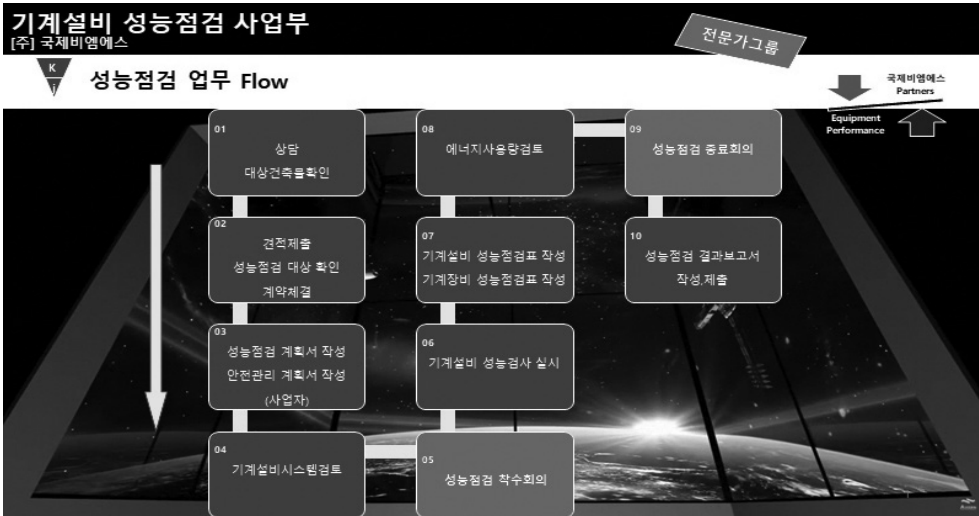 기계설비 성능점검 사업부
[주] 국제비엠에스
전문가그룹
K
i
성능점검 업무 Flow
국제비엠에스
Partners
Equipment
Performance
01
상담
대상건축물확인
02
견적제출
성능점검 대상 확인
계약체결
03
성능점검 계획서 작성
안전관리 계획서 작성
(사업자)
04
기계설비시스템검토
05
성능점검 착수회의
06
기계설비 성능검사 실시
07
기계설비 성능점검표 작성
기계장비 성능점검표 작성
08
에너지사용량검토
09
성능점검 종료회의
10
성능점검 결과보고서
작성,제출